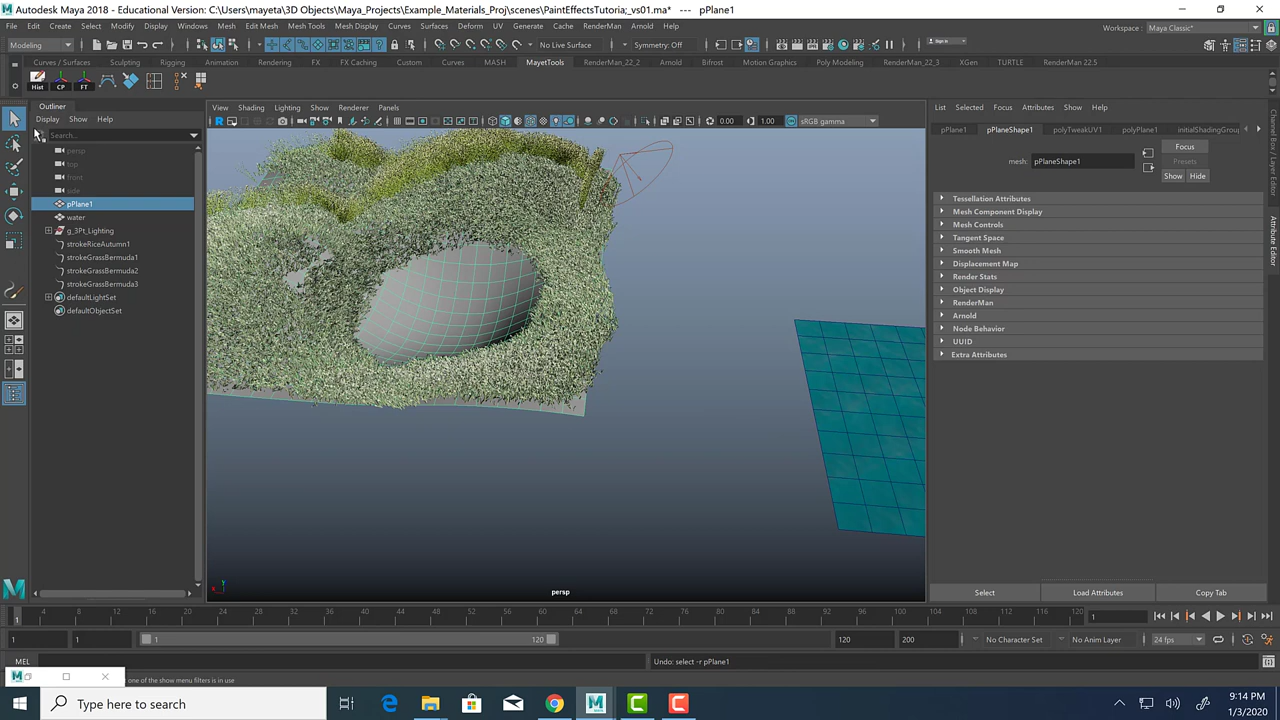 Autodesk Maya 2018 - Educational Version: C:\Users\mayeta\3D Objects\Maya_Projects\Example_Materials_Proj\scenes\PaintEffectsTutoria;_vs01.ma*   ---   pPlane1
File Edit Create Select Modify Display Windows Mesh Edit Mesh Mesh Tools Mesh Display Curves Surfaces Deform UV Generate Cache RenderMan Arnold Help
Workspace : Maya Classic*
Modeling
No Live Surface
Symmetry: Off
Sign in
Curves / Surfaces Sculpting Rigging Animation Rendering FX FX Caching Custom Curves MASH MayetTools RenderMan_22_2 Arnold Bifrost Motion Graphics Poly Modeling RenderMan_22_3 XGen TURTLE RenderMan 22.5
Hist CP FT
Outliner
Display Show Help
Search...
persp
top
front
side
pPlane1
water
g_3Pt_Lighting
strokeRiceAutumn1
strokeGrassBermuda1
strokeGrassBermuda2
strokeGrassBermuda3
defaultLightSet
defaultObjectSet
View Shading Lighting Show Renderer Panels
0.00 1.00 sRGB gamma
persp
List Selected Focus Attributes Show Help
pPlane1 pPlaneShape1 polyTweakUV1 polyPlane1 initialShadingGroup
Focus
mesh: pPlaneShape1
Presets
Show Hide
Tessellation Attributes
Mesh Component Display
Mesh Controls
Tangent Space
Smooth Mesh
Displacement Map
Render Stats
Object Display
RenderMan
Arnold
Node Behavior
UUID
Extra Attributes
Select Load Attributes Copy Tab
Channel Box / Layer Editor
Attribute Editor
4 8 12 16 20 24 28 32 36 40 44 48 52 56 60 64 68 72 76 80 84 88 92 96 100 104 108 112 116 120
1
1
1 1 1 120 120 200 No Character Set No Anim Layer 24 fps
MEL
Undo: select -r pPlane1
one of the show menu filters is in use
Type here to search
9:14 PM
1/3/2020